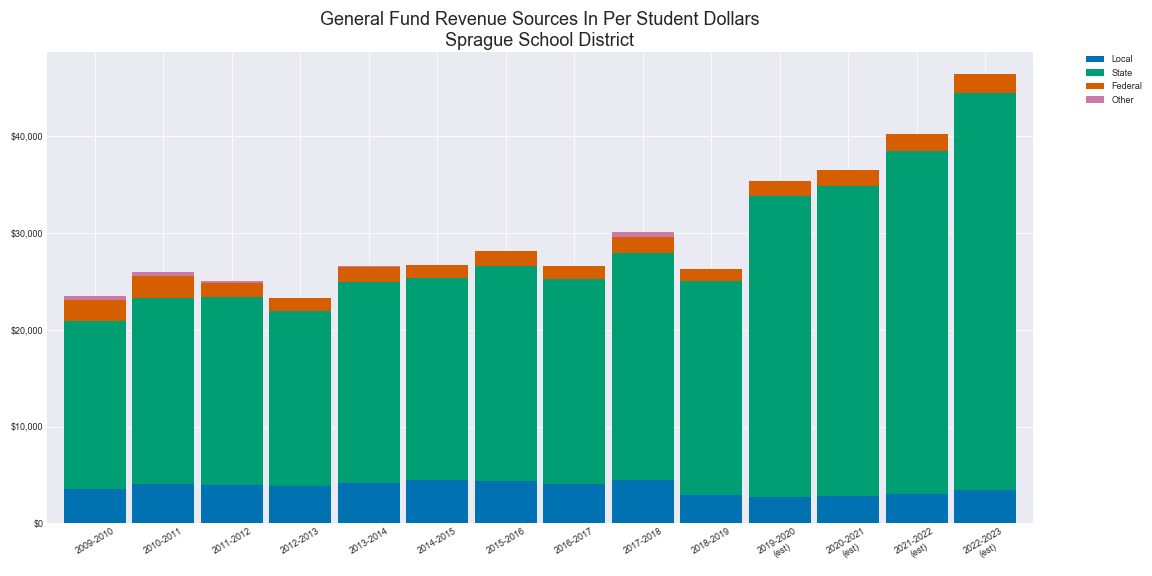 General Fund Revenue Sources In Per Student Dollars
Sprague School District
Local
State
Federal
Other
$40,000
$30,000
$20,000
$10,000
$0
2009-2010
2010-2011
2011-2012
2012-2013
2013-2014
2014-2015
2015-2016
2016-2017
2017-2018
2018-2019
2019-2020
(est)
2020-2021
(est)
2021-2022
(est)
2022-2023
(est)